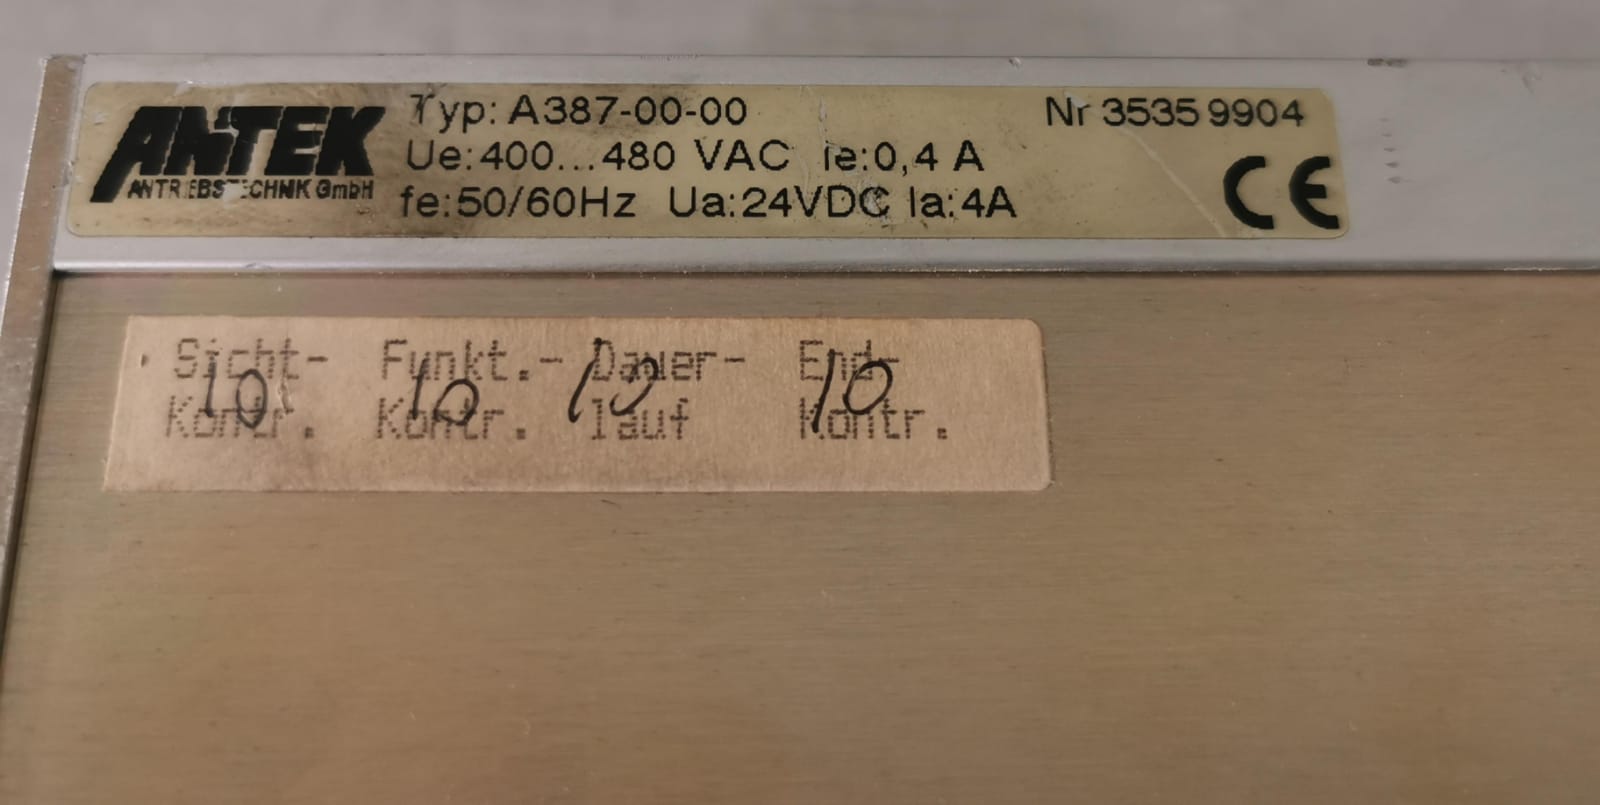 ANTEK
ANTRIEBSTECHNIK GmbH
Typ: A387-00-00 Nr 3535 9904
Ue:400...480 VAC Ie:0,4 A
fe:50/60Hz Ua:24VDC Ia:4A
CE
Sicht- Funkt.- Dauer- End-
10 10 10 10
Kontr. Kontr. lauf Kontr.